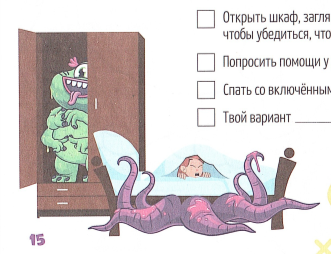 Открыть шкаф, загля
чтобы убедиться, что
Попросить помощи у
Спать со включённым
Твой вариант
15